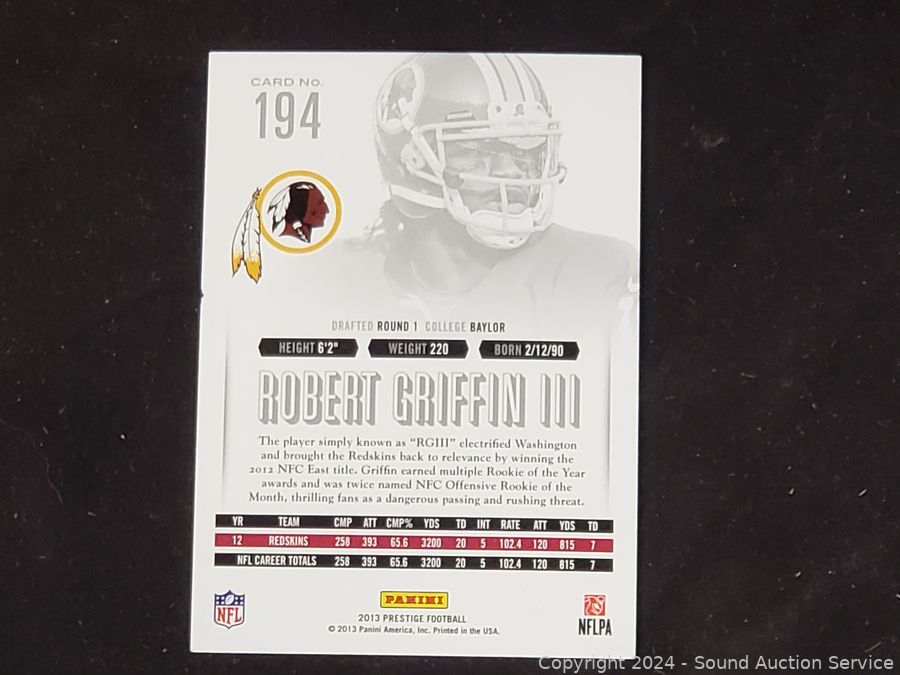 CARD No.
194
DRAFTED ROUND 1 COLLEGE BAYLOR
HEIGHT 6'2" WEIGHT 220 BORN 2/12/90
ROBERT GRIFFIN III
The player simply known as “RGIII” electrified Washington
and brought the Redskins back to relevance by winning the
2012 NFC East title. Griffin earned multiple Rookie of the Year
awards and was twice named NFC Offensive Rookie of the
Month, thrilling fans as a dangerous passing and rushing threat.
YR TEAM CMP ATT CMP% YDS TD INT RATE ATT YDS TD
12 REDSKINS 258 393 65.6 3200 20 5 102.4 120 815 7
NFL CAREER TOTALS 258 393 65.6 3200 20 5 102.4 120 815 7
NFL
PANINI
2013 PRESTIGE FOOTBALL
© 2013 Panini America, Inc. Printed in the USA.
NFLPA
Copyright 2024 - Sound Auction Service